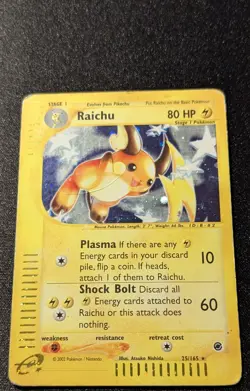 STAGE 1 Evolves from Pikachu Put Raichu on the Basic Pokémon
Raichu 80 HP
Stage 1 Pokémon
Mouse Pokémon. Length: 2' 7", Weight: 66 lbs.
Plasma If there are any
Energy cards in your discard
pile, flip a coin. If heads,
attach 1 of them to Raichu.
10
Shock Bolt Discard all
Energy cards attached to
Raichu or this attack does
nothing.
60
weakness resistance retreat cost
©2002 Pokémon / Nintendo Illus. Atsuko Nishida 25/165 ★